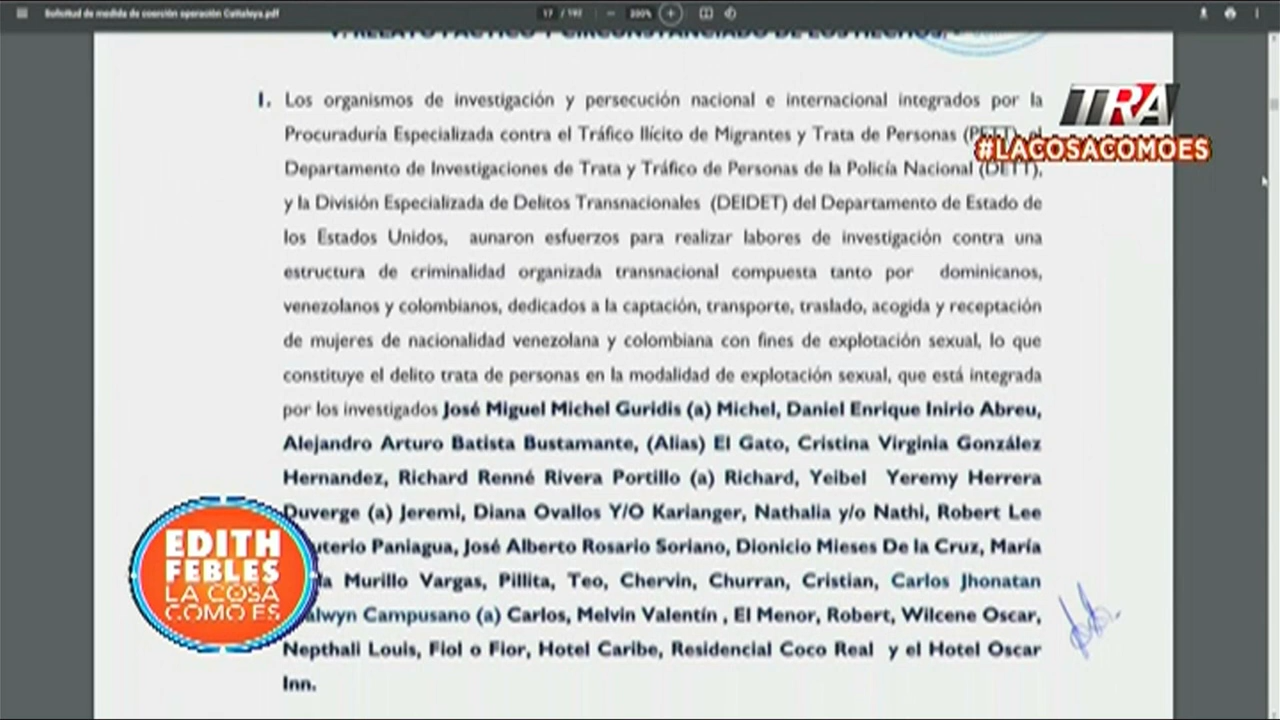 Solicitud de medida de coerción operación Cattaleya.pdf
17 / 192
200%
V. RELATO FÁCTICO Y CIRCUNSTANCIADO DE LOS HECHOS.
I. Los organismos de investigación y persecución nacional e internacional integrados por la
Procuraduría Especializada contra el Tráfico Ilícito de Migrantes y Trata de Personas (PETT), el
Departamento de Investigaciones de Trata y Tráfico de Personas de la Policía Nacional (DETT),
y la División Especializada de Delitos Transnacionales (DEIDET) del Departamento de Estado de
los Estados Unidos, aunaron esfuerzos para realizar labores de investigación contra una
estructura de criminalidad organizada transnacional compuesta tanto por dominicanos,
venezolanos y colombianos, dedicados a la captación, transporte, traslado, acogida y receptación
de mujeres de nacionalidad venezolana y colombiana con fines de explotación sexual, lo que
constituye el delito trata de personas en la modalidad de explotación sexual, que está integrada
por los investigados José Miguel Michel Guridis (a) Michel, Daniel Enrique Inirio Abreu,
Alejandro Arturo Batista Bustamante, (Alias) El Gato, Cristina Virginia González
Hernandez, Richard Renné Rivera Portillo (a) Richard, Yeibel Yeremy Herrera
Duverge (a) Jeremi, Diana Ovallos Y/O Karianger, Nathalia y/o Nathi, Robert Lee
uterio Paniagua, José Alberto Rosario Soriano, Dionicio Mieses De la Cruz, María
la Murillo Vargas, Pillita, Teo, Chervin, Churran, Cristian, Carlos Jhonatan
alwyn Campusano (a) Carlos, Melvin Valentín , El Menor, Robert, Wilcene Oscar,
Nepthali Louis, Fiol o Fior, Hotel Caribe, Residencial Coco Real y el Hotel Oscar
Inn.
TRA
#LACOSACOMOES
EDITH
FEBLES
LA COSA
COMO ES